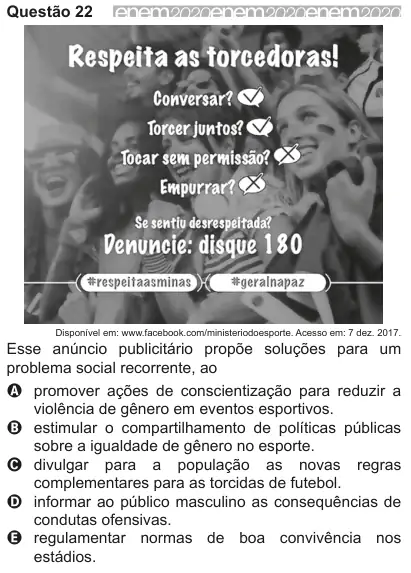 Questão 22 enem2020enem2020enem2020
Respeita as torcedoras!
Conversar?
Torcer juntos?
Tocar sem permissão?
Empurrar?
Se sentiu desrespeitada?
Denuncie: disque 180
#respeitaasminas #geralnapaz
Disponível em: www.facebook.com/ministeriodoesporte. Acesso em: 7 dez. 2017.
Esse anúncio publicitário propõe soluções para um
problema social recorrente, ao
A promover ações de conscientização para reduzir a
violência de gênero em eventos esportivos.
B estimular o compartilhamento de políticas públicas
sobre a igualdade de gênero no esporte.
C divulgar para a população as novas regras
complementares para as torcidas de futebol.
D informar ao público masculino as consequências de
condutas ofensivas.
E regulamentar normas de boa convivência nos
estádios.